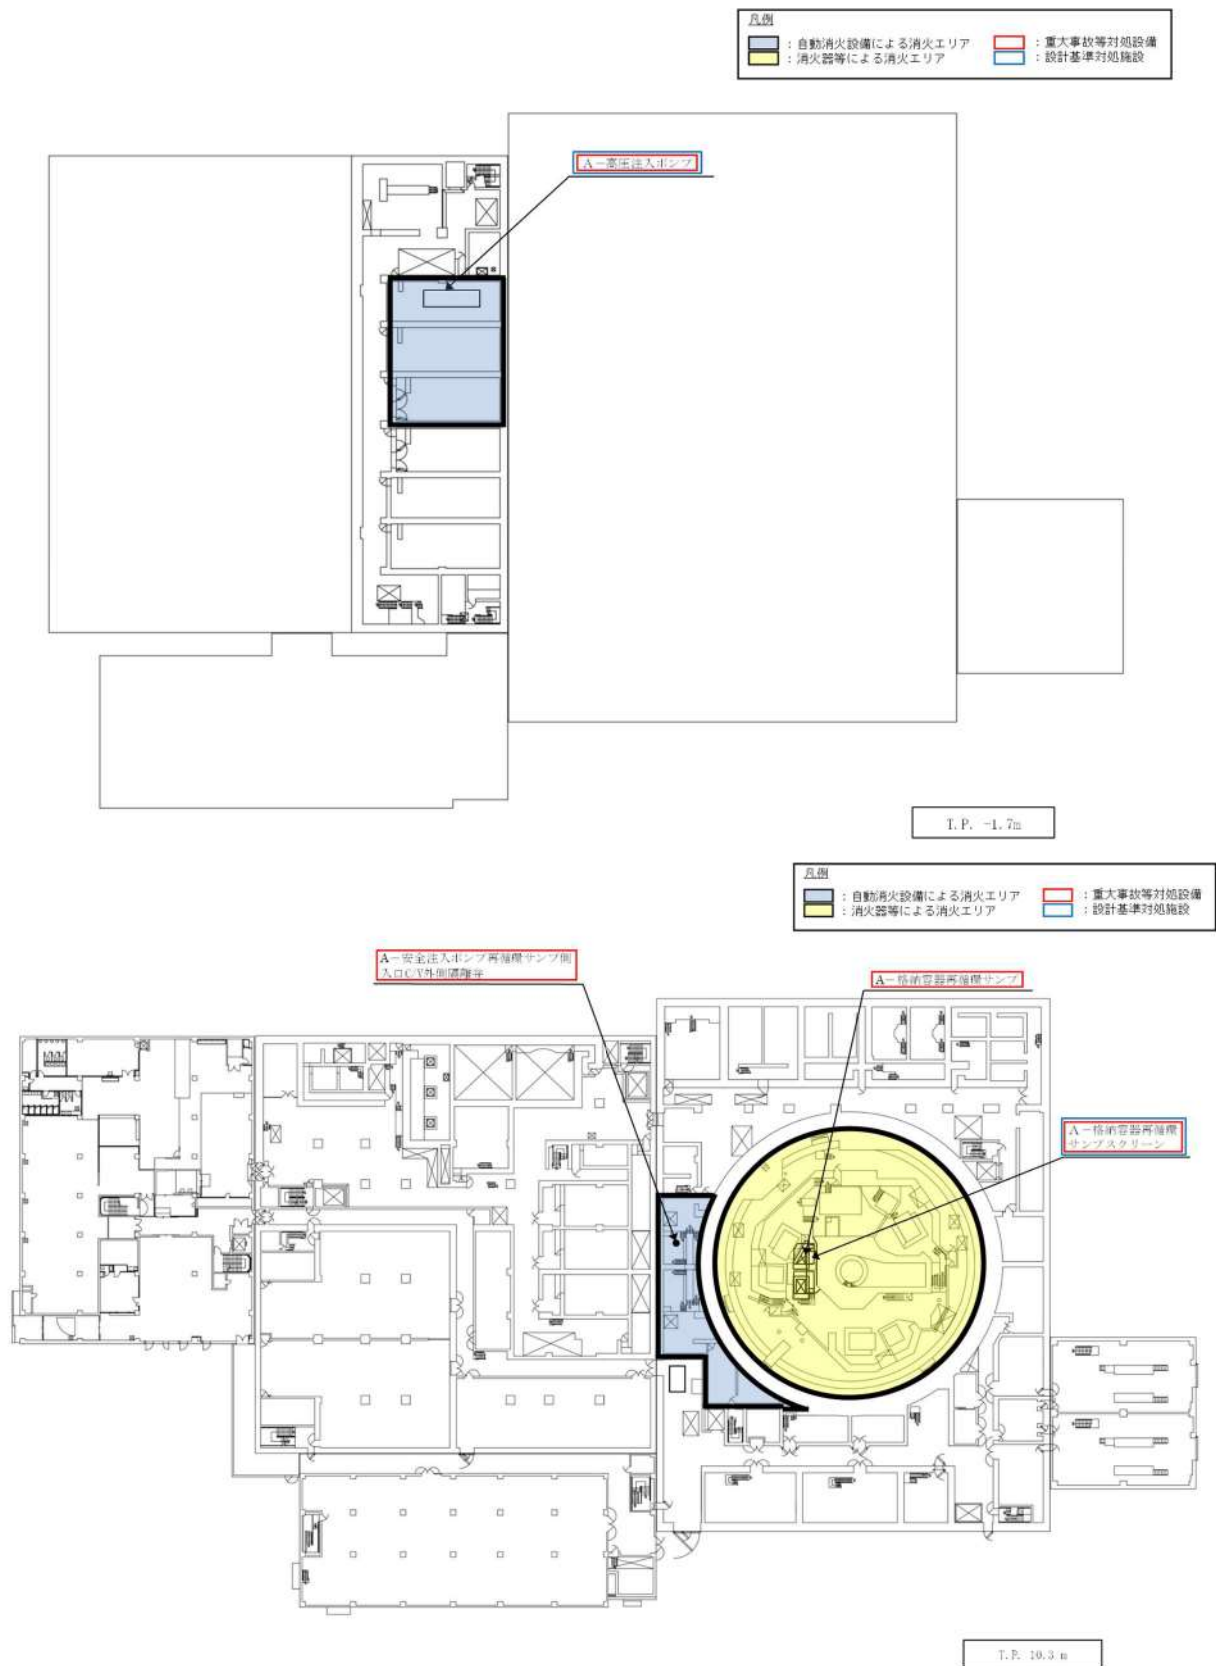 凡例
：自動消火設備による消火エリア
：重大事故等対処設備
：消火器等による消火エリア
：設計基準対処施設
A－高圧注入ポンプ
T.P. -1.7m
凡例
：自動消火設備による消火エリア
：重大事故等対処設備
：消火器等による消火エリア
：設計基準対処施設
A－安全注入ポンプ再循環サンプ側
入口C/V外側隔離弁
A－格納容器再循環サンプ
A－格納容器再循環
サンプスクリーン
T.P. 10.3 m